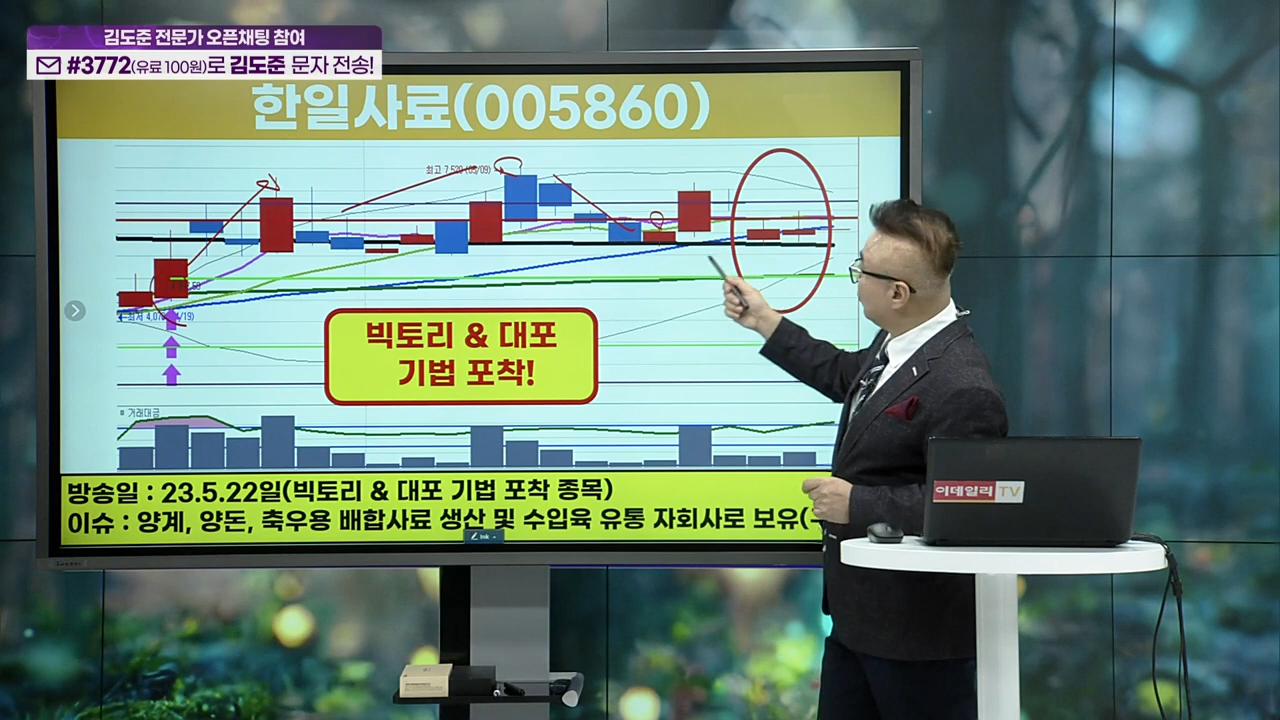 김도준 전문가 오픈채팅 참여
#3772(유료 100원)로 김도준 문자 전송!
한일사료(005860)
최고 7,520 (05/09)
빅토리 & 대포
기법 포착!
거래대금
방송일 : 23.5.22일(빅토리 & 대포 기법 포착 종목)
이슈 : 양계, 양돈, 축우용 배합사료 생산 및 수입육 유통 자회사로 보유(
Ink
이데일리 TV